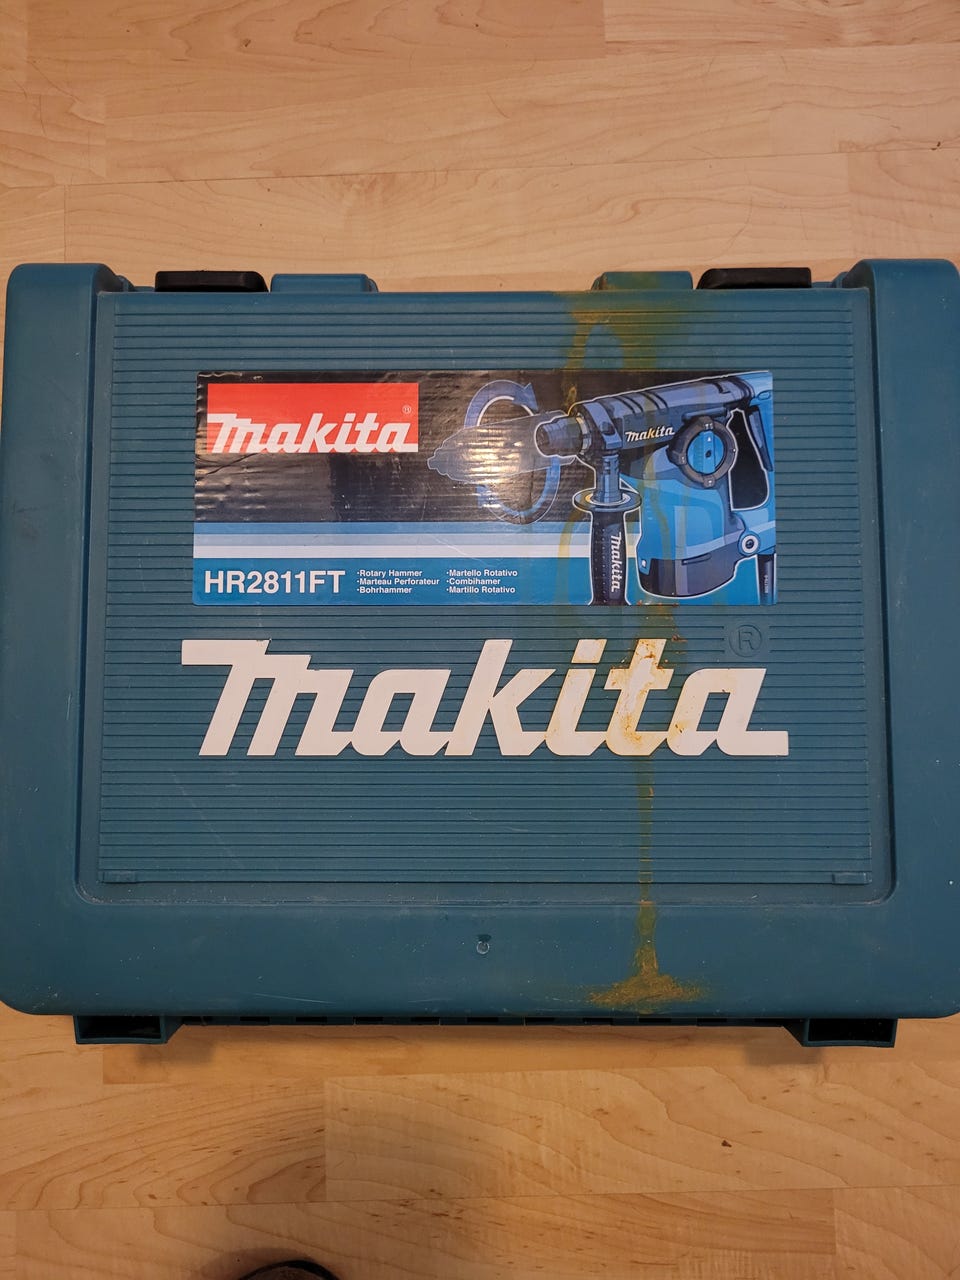 Makita®
Makita
Makita
HR2811FT
•Rotary Hammer
•Marteau Perforateur
•Bohrhammer
•Martello Rotativo
•Combihamer
•Martillo Rotativo
®
Makita